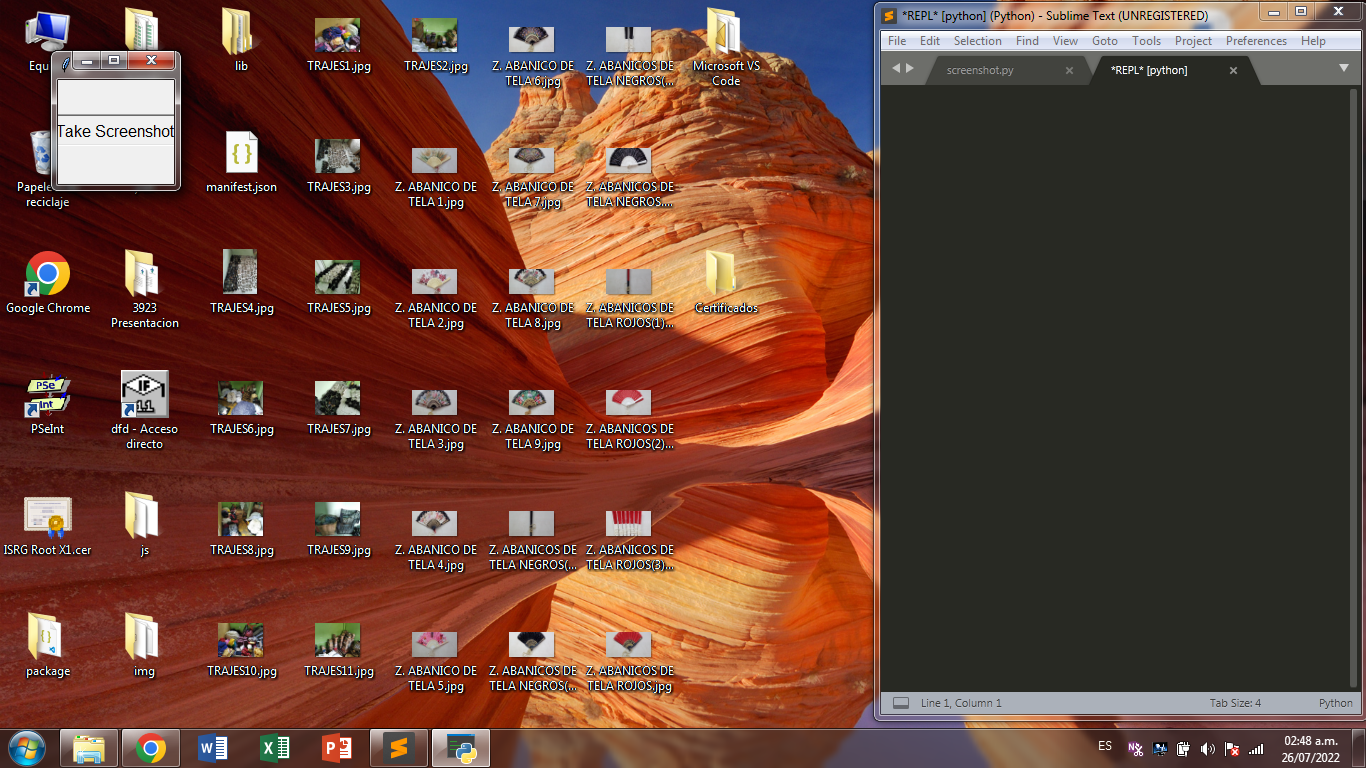 Equ
lib
TRAJES1.jpg
TRAJES2.jpg
Z. ABANICO DE
TELA 6.jpg
Z. ABANICOS DE
TELA NEGROS(...
Microsoft VS
Code
Take Screenshot
Papele
reciclaje
manifest.json
TRAJES3.jpg
Z. ABANICO DE
TELA 1.jpg
Z. ABANICO DE
TELA 7.jpg
Z. ABANICOS DE
TELA NEGROS....
Google Chrome
3923
Presentacion
TRAJES4.jpg
TRAJES5.jpg
Z. ABANICO DE
TELA 2.jpg
Z. ABANICO DE
TELA 8.jpg
Z. ABANICOS DE
TELA ROJOS(1)...
Certificados
PSe
Int
PSeInt
IF
1.1
dfd - Acceso
directo
TRAJES6.jpg
TRAJES7.jpg
Z. ABANICO DE
TELA 3.jpg
Z. ABANICO DE
TELA 9.jpg
Z. ABANICOS DE
TELA ROJOS(2)...
ISRG Root X1.cer
js
TRAJES8.jpg
TRAJES9.jpg
Z. ABANICO DE
TELA 4.jpg
Z. ABANICOS DE
TELA NEGROS(...
Z. ABANICOS DE
TELA ROJOS(3)...
package
img
TRAJES10.jpg
TRAJES11.jpg
Z. ABANICO DE
TELA 5.jpg
Z. ABANICOS DE
TELA NEGROS(...
Z. ABANICOS DE
TELA ROJOS.jpg
*REPL* [python] (Python) - Sublime Text (UNREGISTERED)
File Edit Selection Find View Goto Tools Project Preferences Help
screenshot.py
*REPL* [python]
Line 1, Column 1
Tab Size: 4
Python
ES
02:48 a.m.
26/07/2022